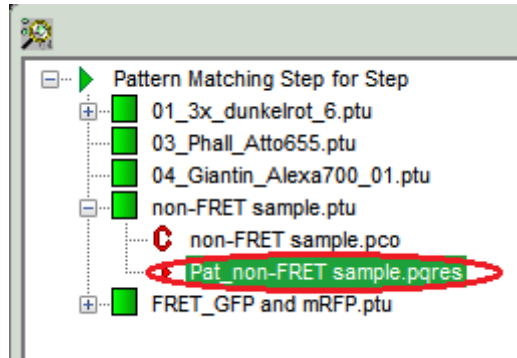 Pattern Matching Step for Step
01_3x_dunkelrot_6.ptu
03_Phall_Atto655.ptu
04_Giantin_Alexa700_01.ptu
non-FRET sample.ptu
non-FRET sample.pco
Pat_non-FRET sample.pqres
FRET_GFP and mRFP.ptu